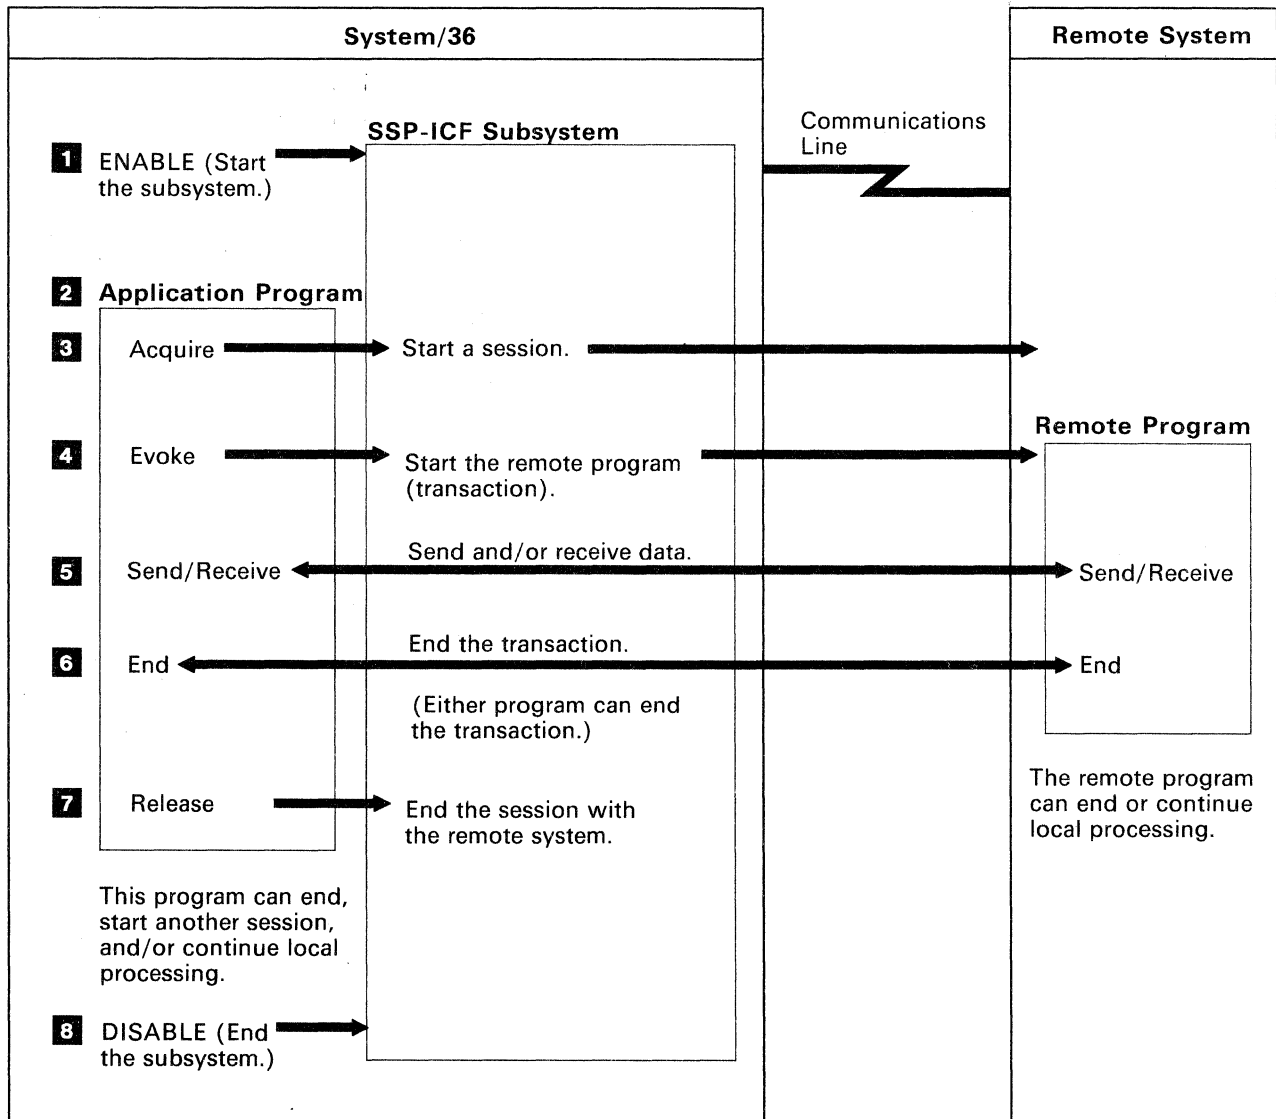 System/36
Remote System
SSP-ICF Subsystem
Communications
Line
1 ENABLE (Start
the subsystem.)
2 Application Program
3 Acquire Start a session.
Remote Program
4 Evoke Start the remote program
(transaction).
Send and/or receive data.
5 Send/Receive Send/Receive
End the transaction.
6 End End
(Either program can end
the transaction.)
The remote program
can end or continue
local processing.
7 Release End the session with
the remote system.
This program can end,
start another session,
and/or continue local
processing.
8 DISABLE (End
the subsystem.)